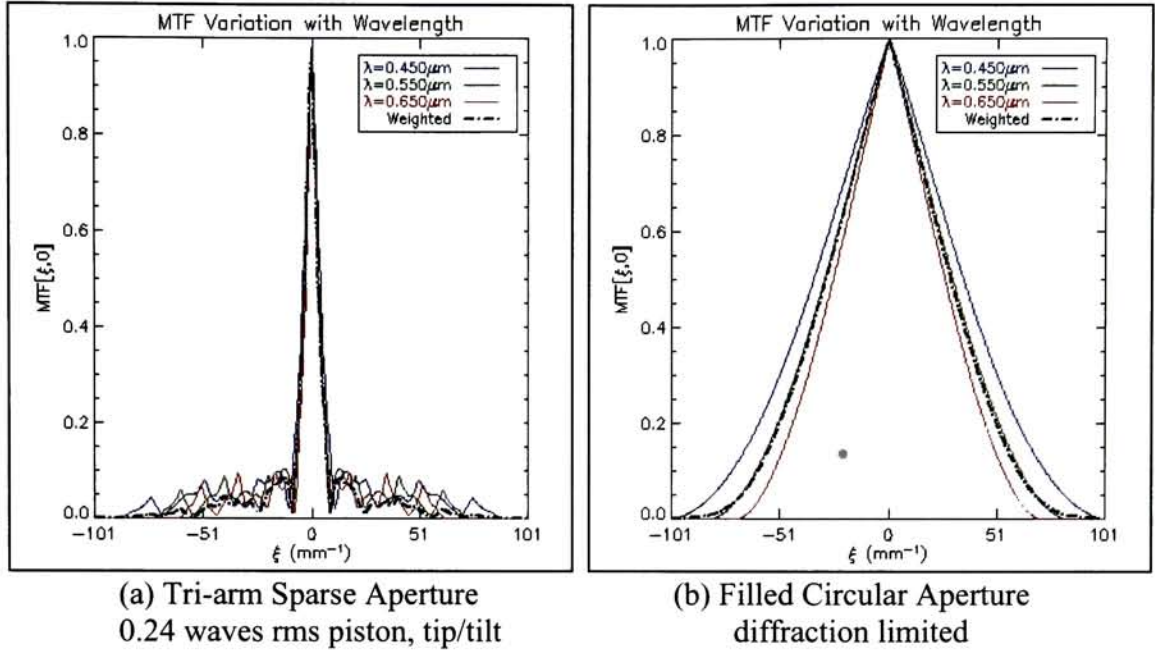 MTF Variation with Wavelength
1.0
0.8
0.6
0.4
0.2
0.0
MTF[ξ,0]
λ=0.450μm
λ=0.550μm
λ=0.650μm
Weighted
-101
-51
0
51
101
ξ (mm⁻¹)
(a) Tri-arm Sparse Aperture
0.24 waves rms piston, tip/tilt
MTF Variation with Wavelength
1.0
0.8
0.6
0.4
0.2
0.0
MTF[ξ,0]
λ=0.450μm
λ=0.550μm
λ=0.650μm
Weighted
-101
-51
0
51
101
ξ (mm⁻¹)
(b) Filled Circular Aperture
diffraction limited